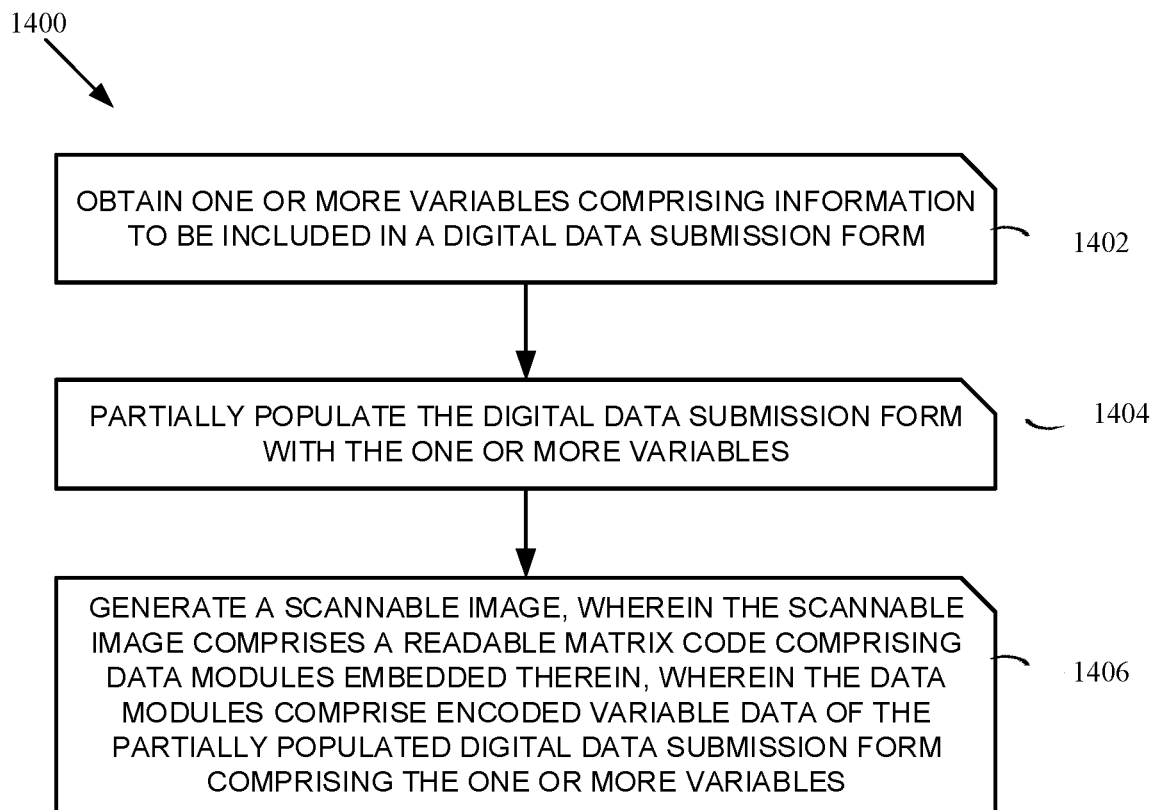 1400
OBTAIN ONE OR MORE VARIABLES COMPRISING INFORMATION
TO BE INCLUDED IN A DIGITAL DATA SUBMISSION FORM
1402
PARTIALLY POPULATE THE DIGITAL DATA SUBMISSION FORM
WITH THE ONE OR MORE VARIABLES
1404
GENERATE A SCANNABLE IMAGE, WHEREIN THE SCANNABLE
IMAGE COMPRISES A READABLE MATRIX CODE COMPRISING
DATA MODULES EMBEDDED THEREIN, WHEREIN THE DATA
MODULES COMPRISE ENCODED VARIABLE DATA OF THE
PARTIALLY POPULATED DIGITAL DATA SUBMISSION FORM
COMPRISING THE ONE OR MORE VARIABLES
1406